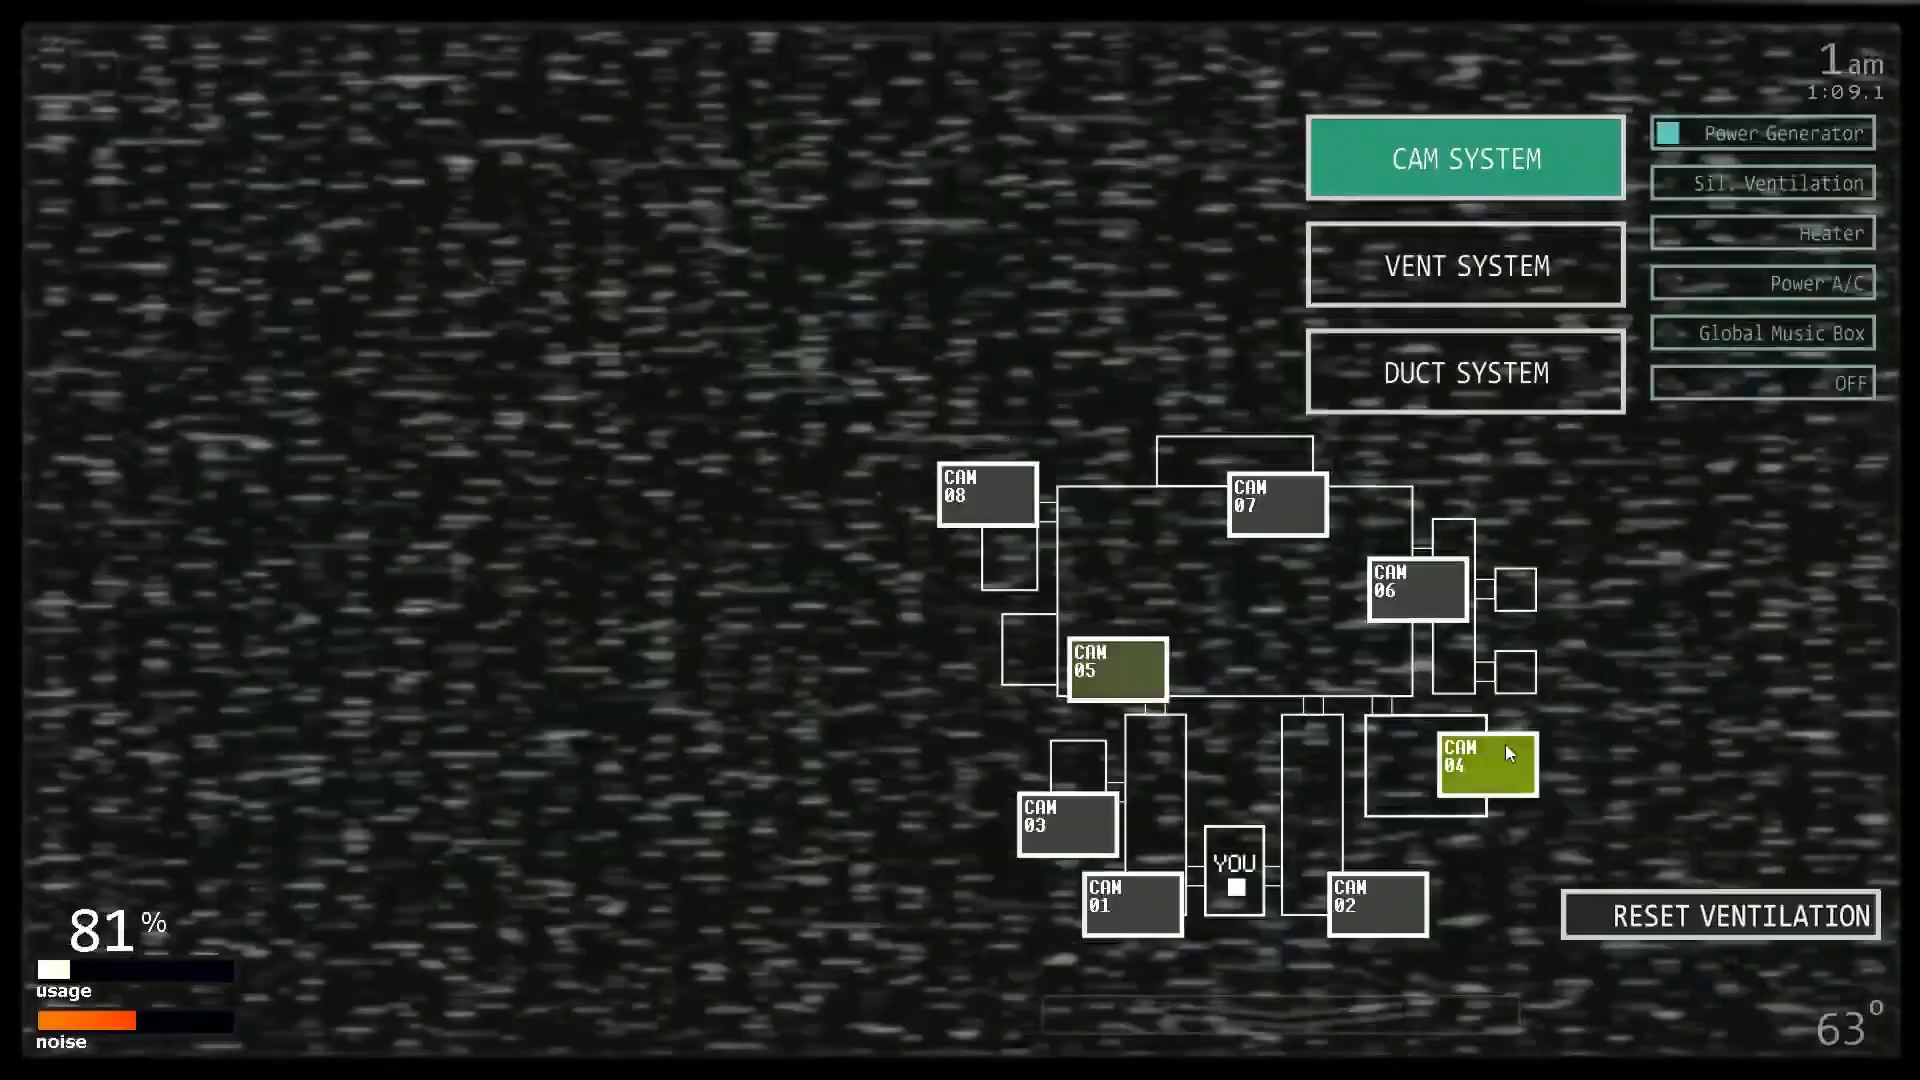 1 am
1:09.1
CAM SYSTEM
VENT SYSTEM
DUCT SYSTEM
Power Generator
Sil. Ventilation
Heater
Power A/C
Global Music Box
OFF
CAM
08
CAM
07
CAM
06
CAM
05
CAM
04
CAM
03
YOU
CAM
01
CAM
02
RESET VENTILATION
81 %
usage
noise
63°